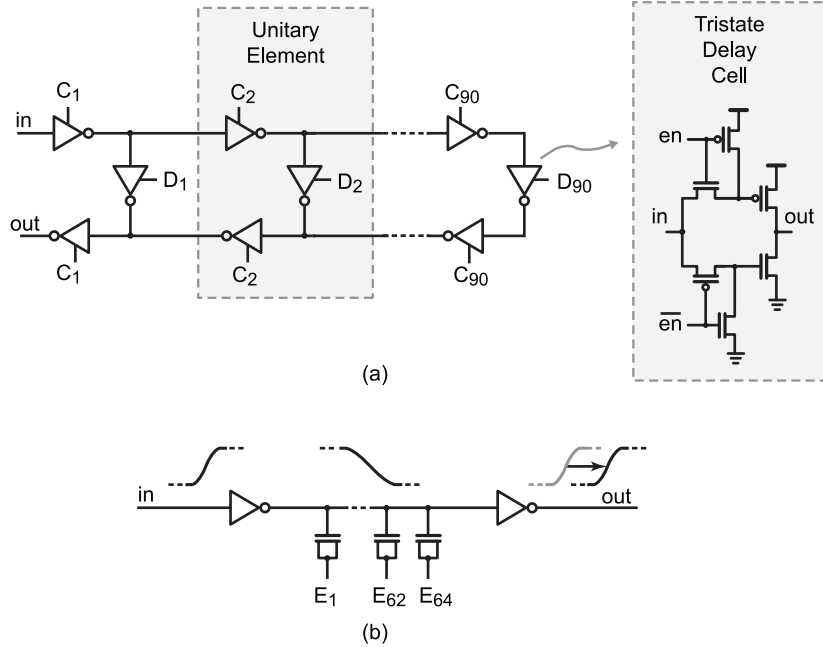 Unitary
Element
Tristate
Delay
Cell
C1
C2
C90
in
D1
D2
D90
out
C1
C2
C90
en
in
out
en
(a)
in
out
E1
E62
E64
(b)